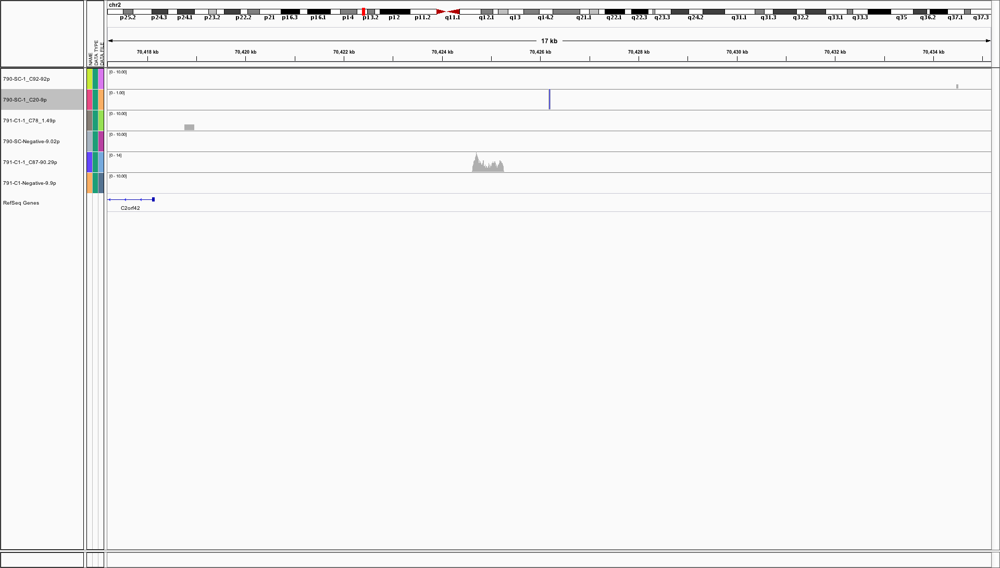 chr2
p25.2 p24.3 p24.1 p23.2 p22.2 p21 p16.3 p16.1 p14 p13.2 p12 p11.2 q11.1 q12.1 q13 q14.2 q21.1 q22.1 q22.3 q23.3 q24.2 q31.1 q31.3 q32.2 q33.1 q33.3 q35 q36.2 q37.1 q37.3
17 kb
70,418 kb 70,420 kb 70,422 kb 70,424 kb 70,426 kb 70,428 kb 70,430 kb 70,432 kb 70,434 kb
NAME
DATA TYPE
DATA FILE
790-SC-1_C92-92p [0 - 10.00]
790-SC-1_C20-9p [0 - 1.00]
791-C1-1_C78_1.49p [0 - 10.00]
790-SC-Negative-9.02p [0 - 10.00]
791-C1-1_C87-90.29p [0 - 14]
791-C1-Negative-9.9p [0 - 10.00]
RefSeq Genes
C2orf42